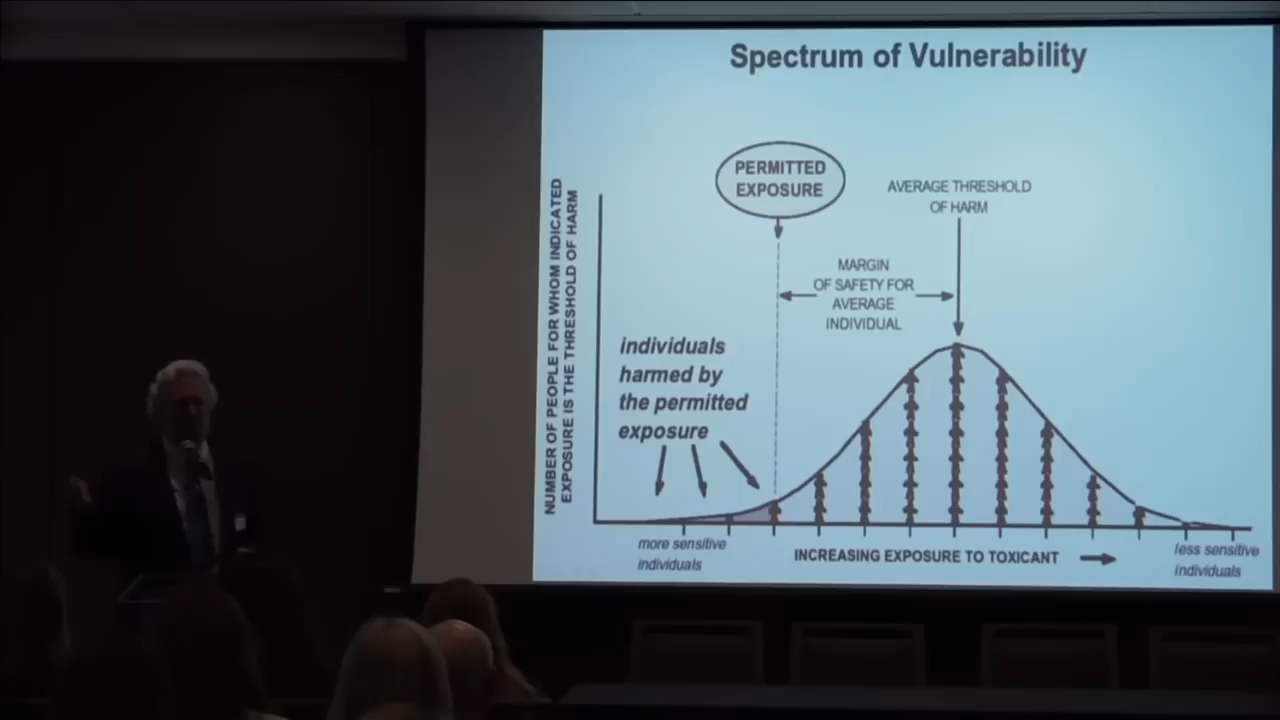 Spectrum of Vulnerability
PERMITTED
EXPOSURE
AVERAGE THRESHOLD
OF HARM
MARGIN
OF SAFETY FOR
AVERAGE
INDIVIDUAL
NUMBER OF PEOPLE FOR WHOM INDICATED
EXPOSURE IS THE THRESHOLD OF HARM
individuals
harmed by
the permitted
exposure
more sensitive
individuals
INCREASING EXPOSURE TO TOXICANT
less sensitive
individuals